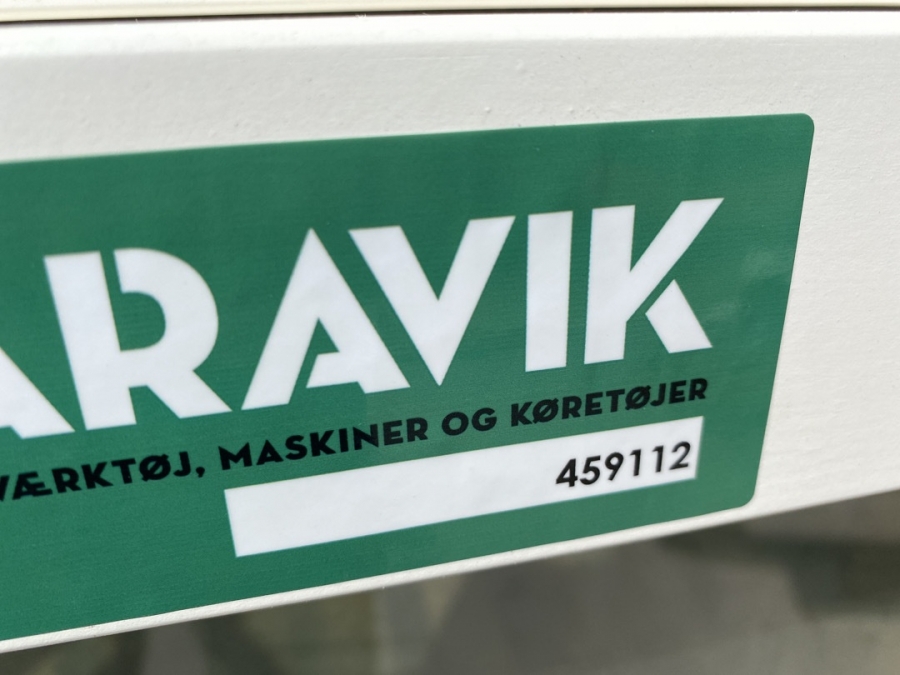 ARAVIK
VÆRKTØJ, MASKINER OG KØRETØJER
459112